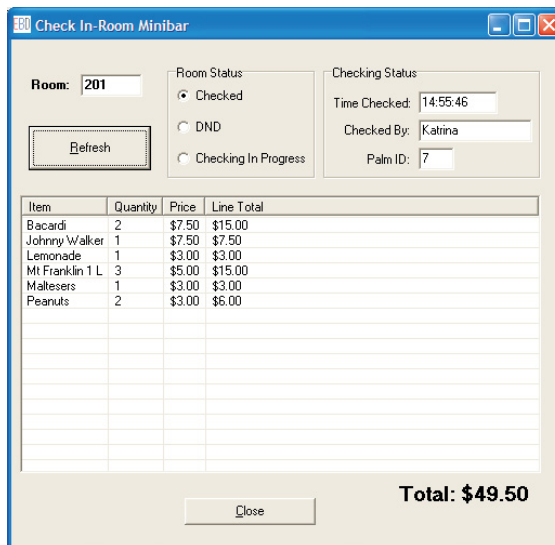 EBD Check In-Room Minibar
Room: 201
Refresh
Room Status
Checked
DND
Checking In Progress
Checking Status
Time Checked: 14:55:46
Checked By: Katrina
Palm ID: 7
Item Quantity Price Line Total
Bacardi 2 $7.50 $15.00
Johnny Walker 1 $7.50 $7.50
Lemonade 1 $3.00 $3.00
Mt Franklin 1 L 3 $5.00 $15.00
Maltesers 1 $3.00 $3.00
Peanuts 2 $3.00 $6.00
Total: $49.50
Close